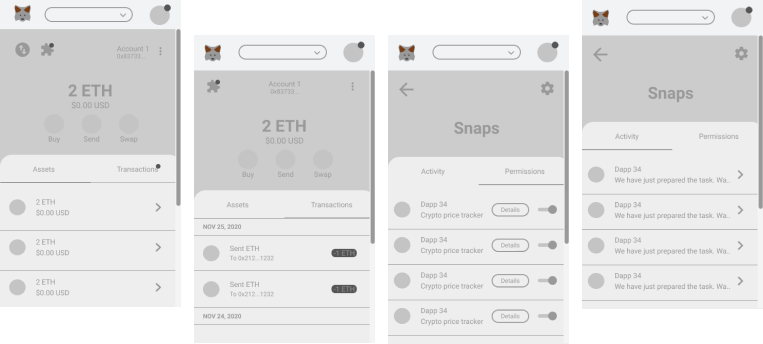 Account 1
0x83733...
2 ETH
$0.00 USD
Buy
Send
Swap
Assets
Transactions
2 ETH
$0.00 USD
2 ETH
$0.00 USD
2 ETH
$0.00 USD
Account 1
0x83733...
2 ETH
$0.00 USD
Buy
Send
Swap
Assets
Transactions
NOV 25, 2020
Sent ETH
To 0x212...1232
-1 ETH
Sent ETH
To 0x212...1232
-1 ETH
NOV 24, 2020
Snaps
Activity
Permissions
Dapp 34
Crypto price tracker
Details
Dapp 34
Crypto price tracker
Details
Dapp 34
Crypto price tracker
Details
Dapp 34
Crypto price tracker
Details
Snaps
Activity
Permissions
Dapp 34
We have just prepared the task. Wa..
Dapp 34
We have just prepared the task. Wa..
Dapp 34
We have just prepared the task. Wa..
Dapp 34
We have just prepared the task. Wa..